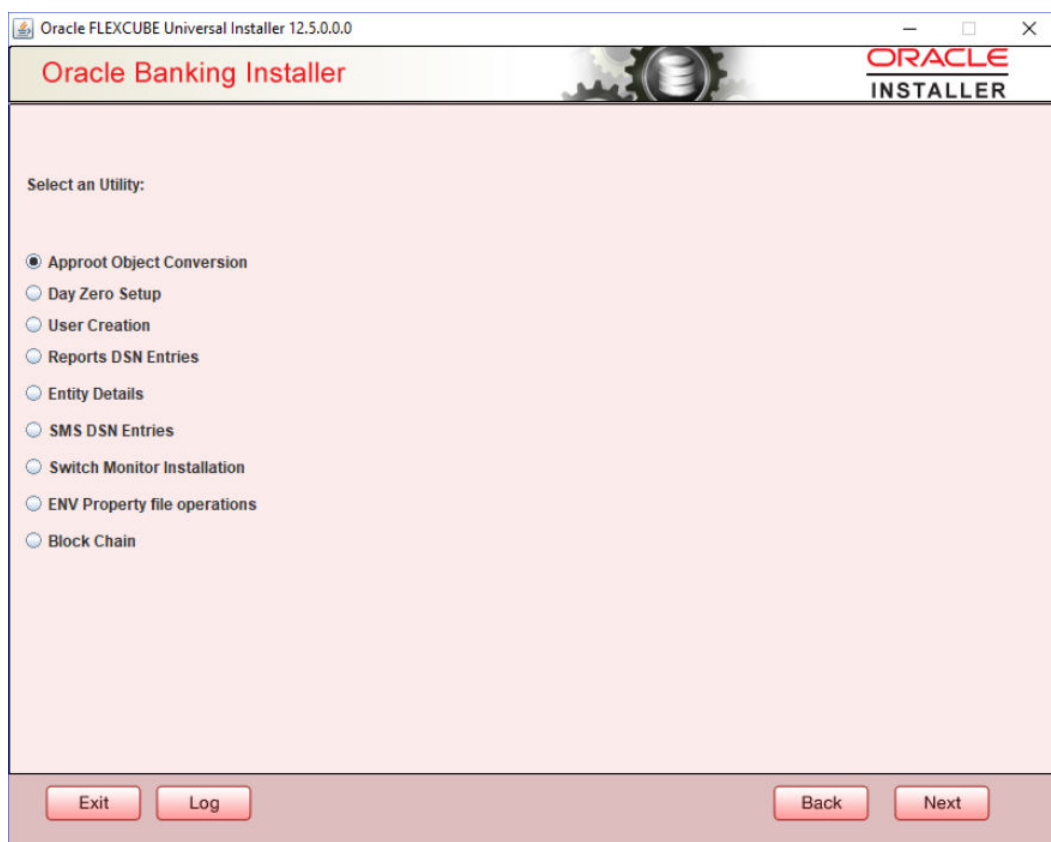 Oracle FLEXCUBE Universal Installer 12.5.0.0.0
Oracle Banking Installer
ORACLE
INSTALLER
Select an Utility:
Approot Object Conversion
Day Zero Setup
User Creation
Reports DSN Entries
Entity Details
SMS DSN Entries
Switch Monitor Installation
ENV Property file operations
Block Chain
Exit
Log
Back
Next